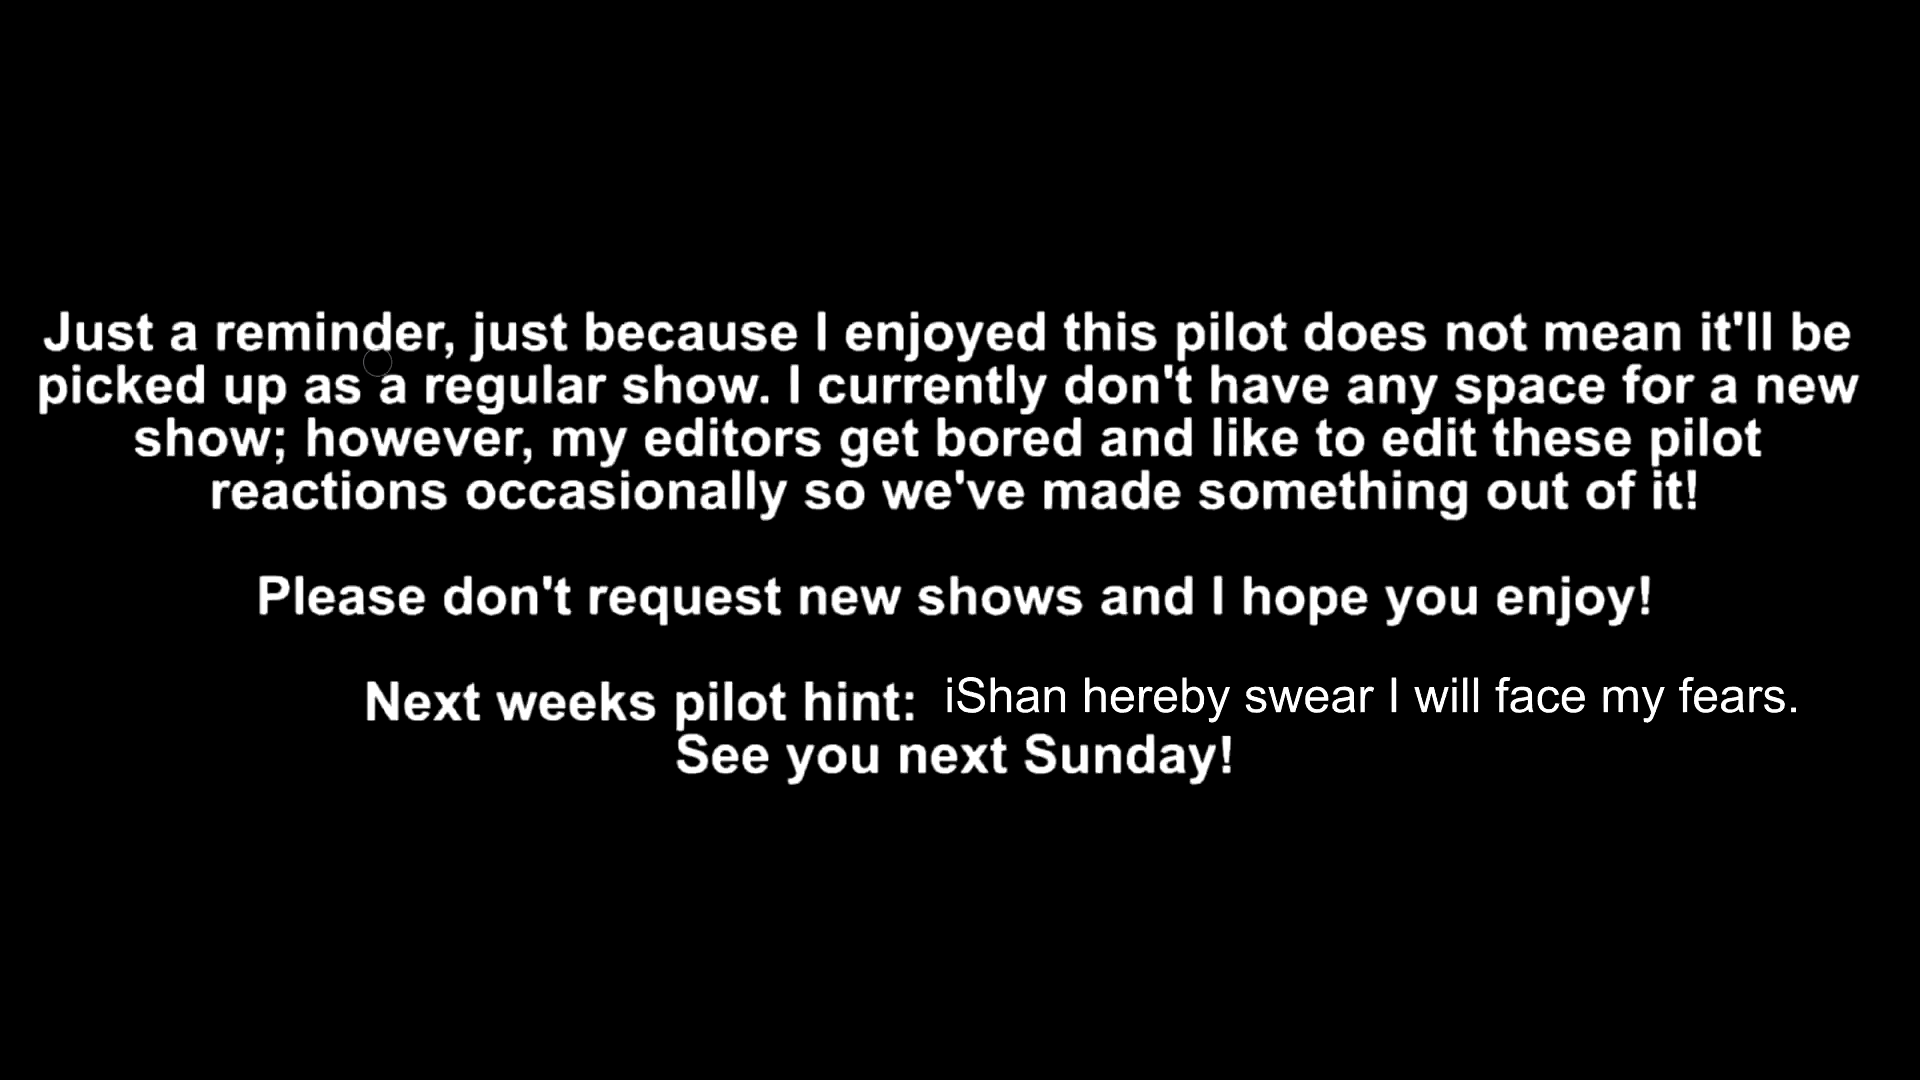 Just a reminder, just because I enjoyed this pilot does not mean it'll be
picked up as a regular show. I currently don't have any space for a new
show; however, my editors get bored and like to edit these pilot
reactions occasionally so we've made something out of it!
Please don't request new shows and I hope you enjoy!
Next weeks pilot hint: iShan hereby swear I will face my fears.
See you next Sunday!